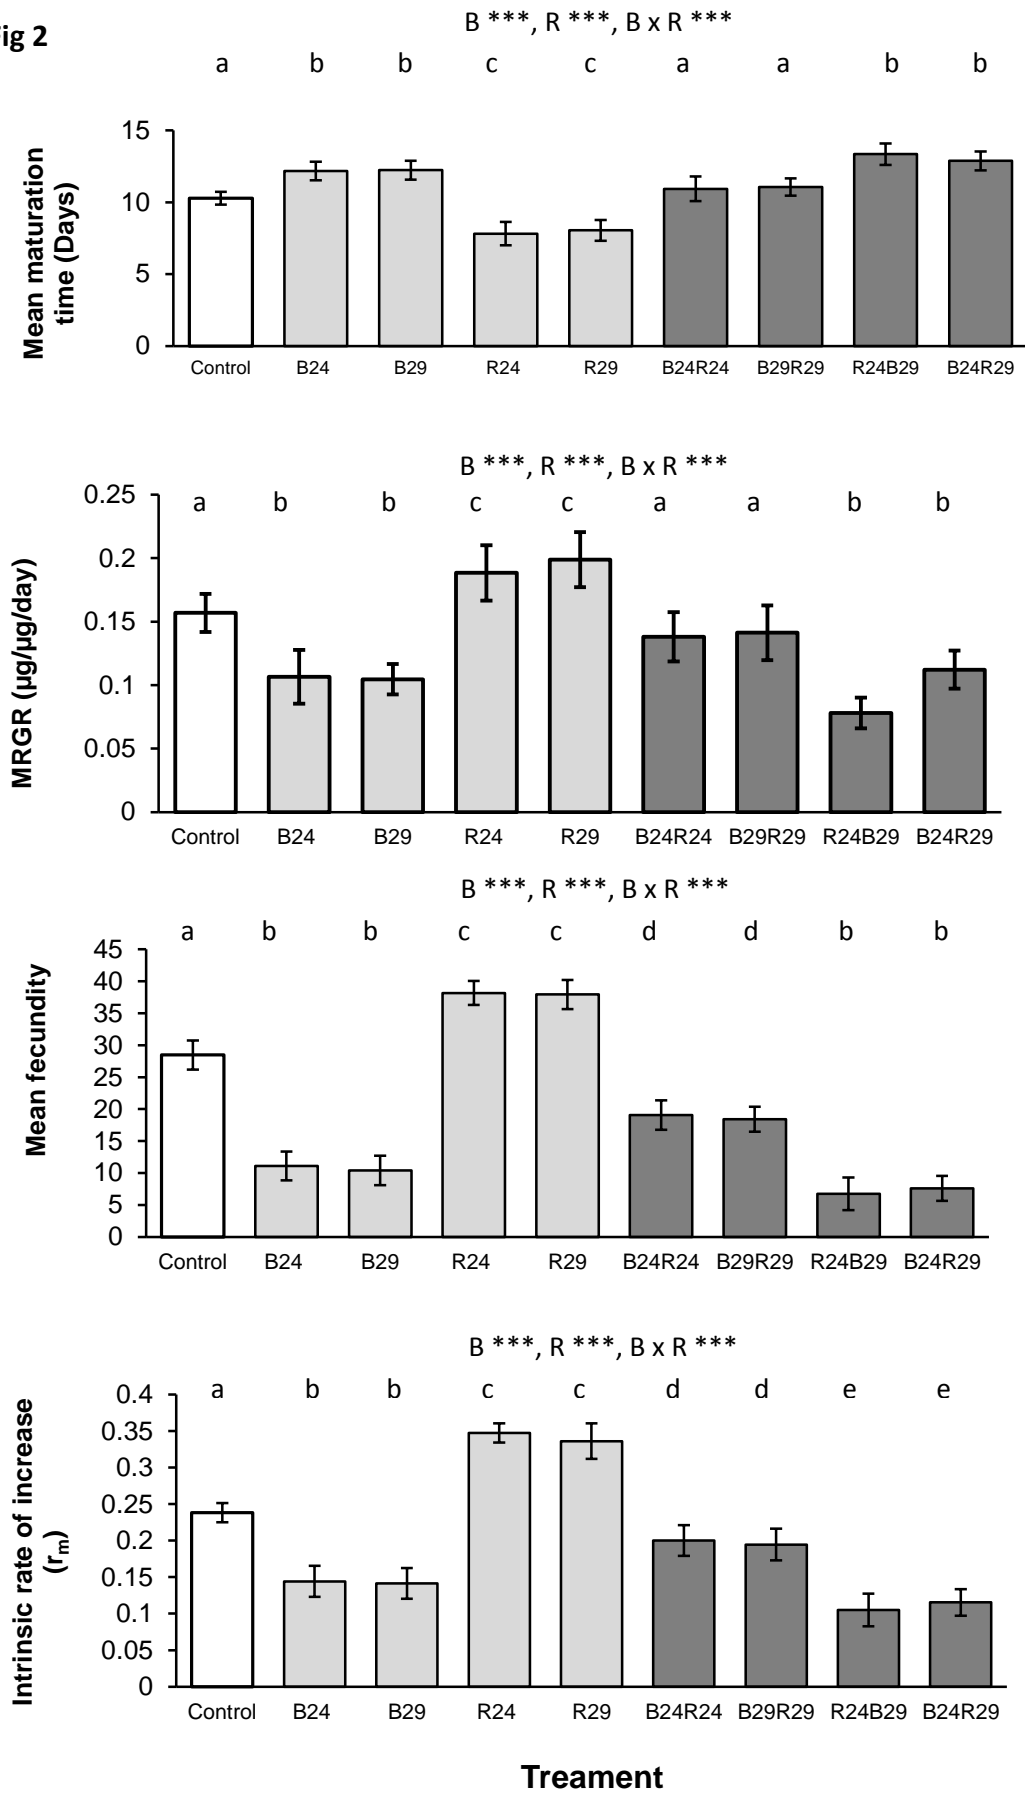 ig 2
B ***, R ***, B x R ***
a b b c c a a b b
Mean maturation
time (Days)
15
10
5
0
Control B24 B29 R24 R29 B24R24 B29R29 R24B29 B24R29
B ***, R ***, B x R ***
a b b c c a a b b
MRGR (µg/µg/day)
0.25
0.2
0.15
0.1
0.05
0
Control B24 B29 R24 R29 B24R24 B29R29 R24B29 B24R29
B ***, R ***, B x R ***
a b b c c d d b b
Mean fecundity
45
40
35
30
25
20
15
10
5
0
Control B24 B29 R24 R29 B24R24 B29R29 R24B29 B24R29
B ***, R ***, B x R ***
a b b c c d d e e
Intrinsic rate of increase
(rm)
0.4
0.35
0.3
0.25
0.2
0.15
0.1
0.05
0
Control B24 B29 R24 R29 B24R24 B29R29 R24B29 B24R29
Treament